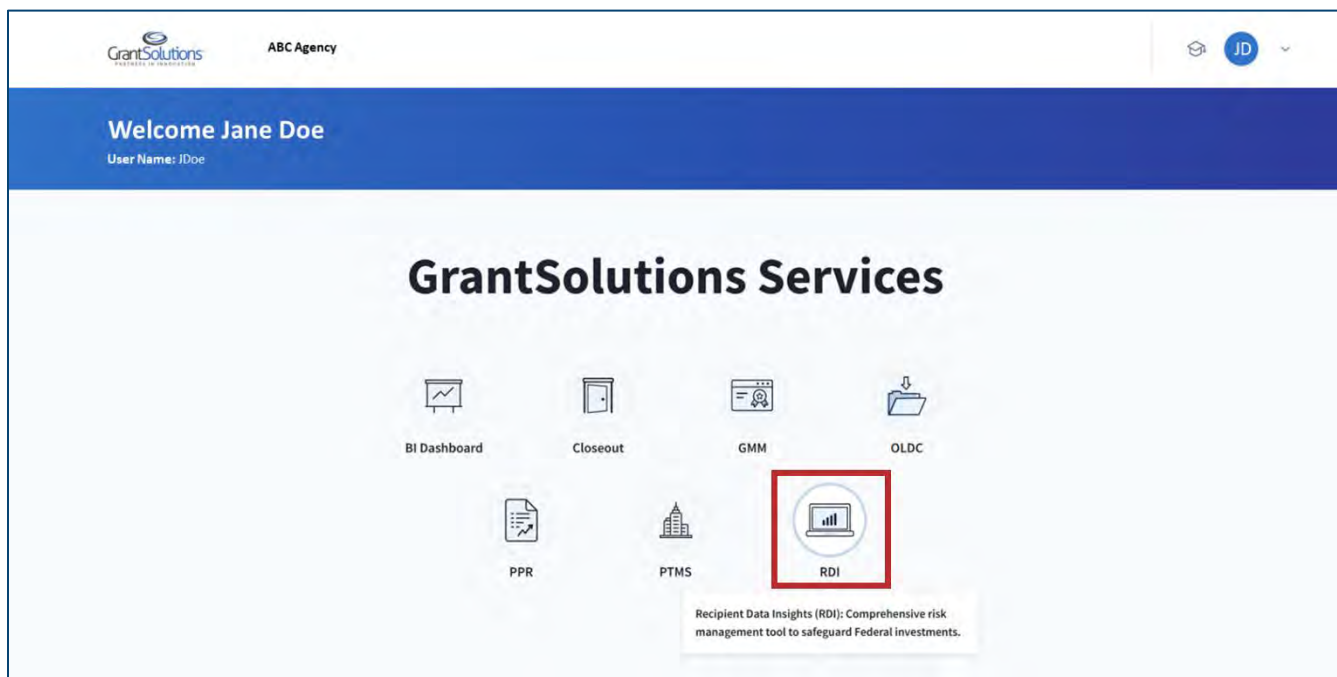 GrantSolutions
PARTNERS IN INNOVATION
ABC Agency
JD
Welcome Jane Doe
User Name: JDoe
GrantSolutions Services
BI Dashboard
Closeout
GMM
OLDC
PPR
PTMS
RDI
Recipient Data Insights (RDI): Comprehensive risk
management tool to safeguard Federal investments.